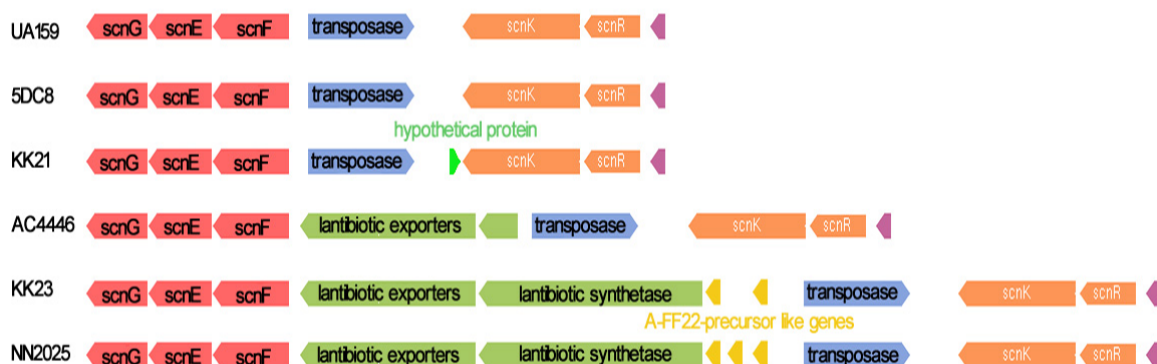 UA159 scnG scnE scnF transposase scnK scnR
5DC8 scnG scnE scnF transposase scnK scnR
hypothetical protein
KK21 scnG scnE scnF transposase scnK scnR
AC4446 scnG scnE scnF lantibiotic exporters transposase scnK scnR
KK23 scnG scnE scnF lantibiotic exporters lantibiotic synthetase transposase scnK scnR
A-FF22-precursor like genes
NN2025 scnG scnE scnF lantibiotic exporters lantibiotic synthetase transposase scnK scnR